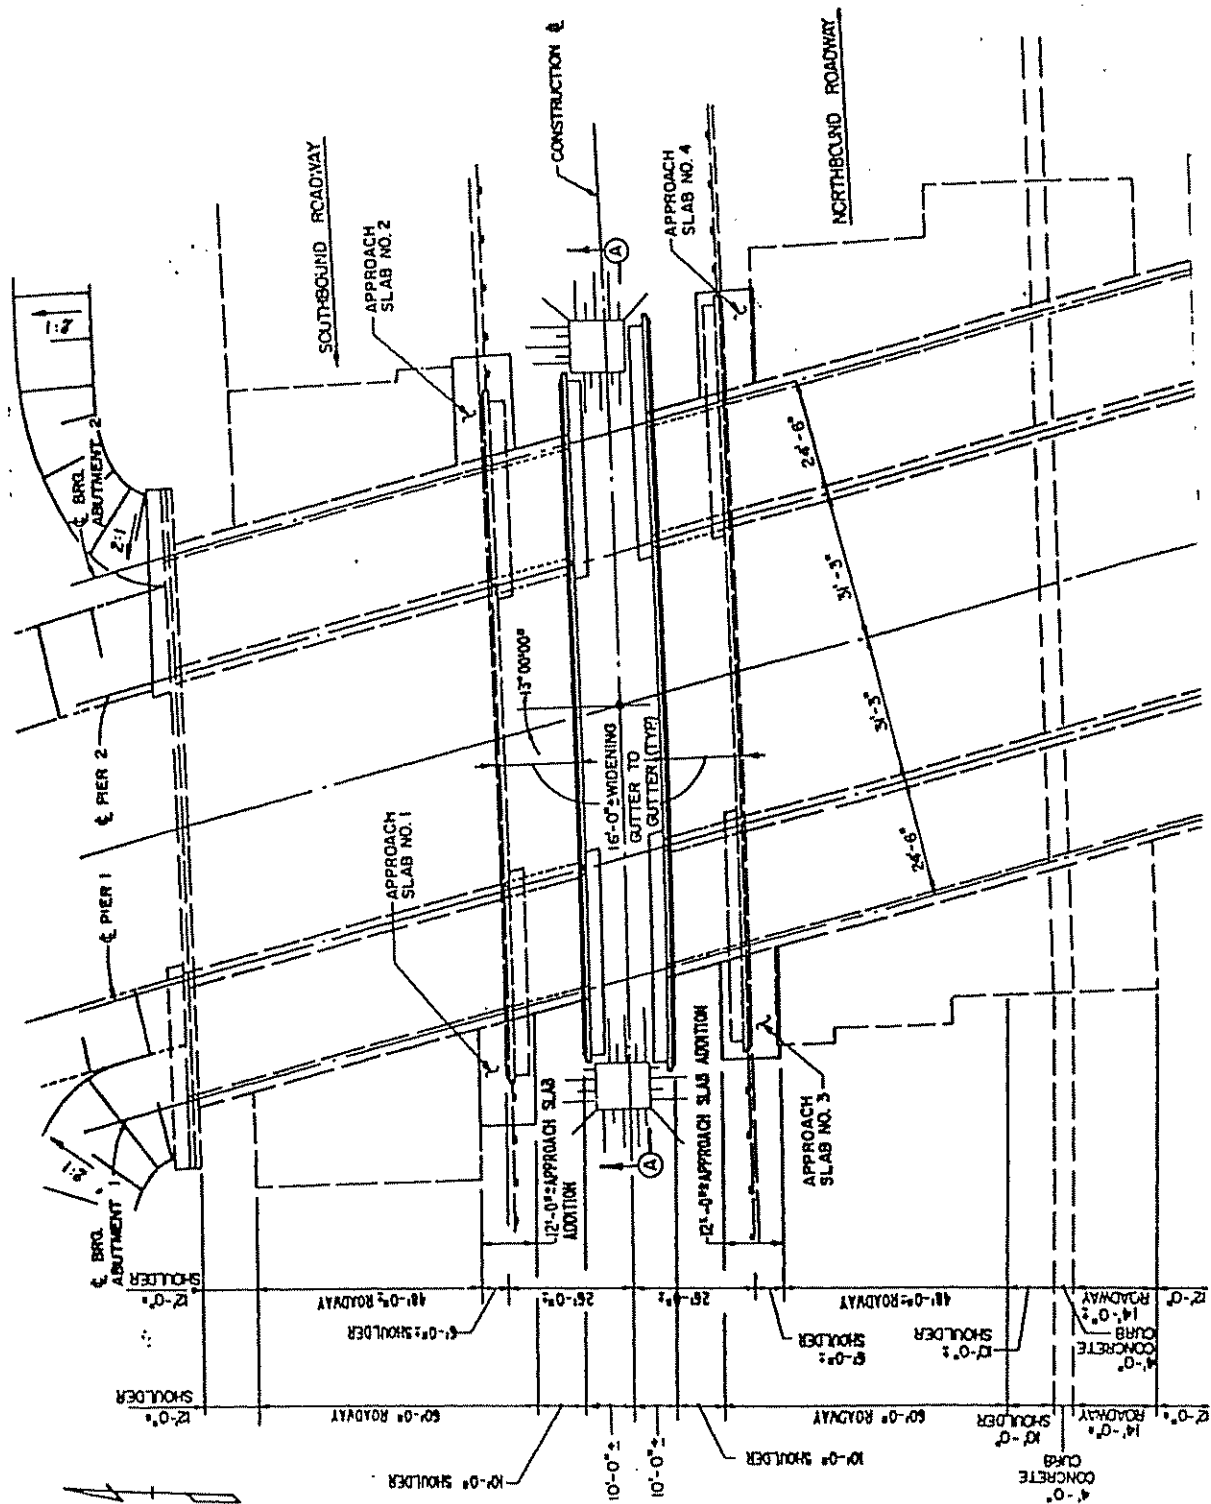 1:2
℄ BRG.
ABUTMENT 2
2:1
℄ PIER 2
℄ PIER 1
1:2
℄ BRG.
ABUTMENT 1
SOUTHBOUND ROADWAY
APPROACH
SLAB NO. 2
CONSTRUCTION ℄
A
APPROACH
SLAB NO. 4
NORTHBOUND ROADWAY
13°00'00"
16'-0"± WIDENING
GUTTER TO
GUTTER (TYP)
24'-6"
31'-3"
31'-3"
24'-6"
APPROACH
SLAB NO. 1
12'-0"± APPROACH SLAB
ADDITION
A
12'-0"± APPROACH SLAB ADDITION
APPROACH
SLAB NO. 3
12'-0"±
SHOULDER
48'-0"± ROADWAY
6'-0"± SHOULDER
26'-0"±
26'-0"±
6'-0"±
SHOULDER
48'-0"± ROADWAY
10'-0"±
SHOULDER
4'-0"
CONCRETE
CURB
14'-0"±
ROADWAY
12'-0"
12'-0"±
SHOULDER
60'-0" ROADWAY
10'-0" SHOULDER
10'-0"±
10'-0"±
10'-0" SHOULDER
60'-0" ROADWAY
10'-0"
SHOULDER
4'-0"
CONCRETE
CURB
14'-0"±
ROADWAY
12'-0"±